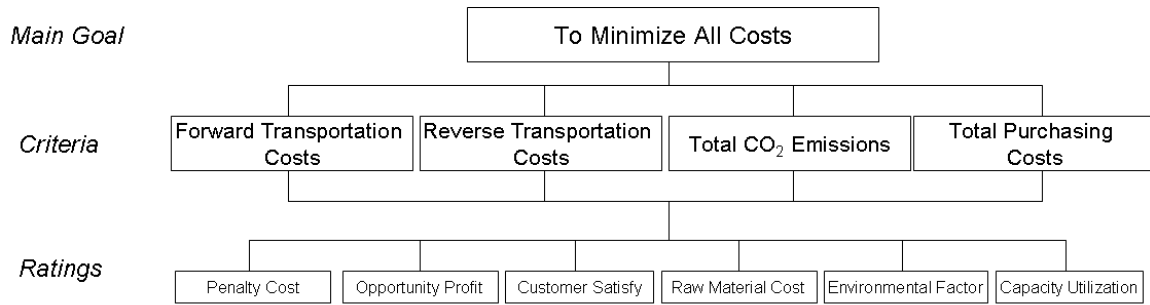 Main Goal
To Minimize All Costs
Criteria
Forward Transportation
Costs
Reverse Transportation
Costs
Total CO₂ Emissions
Total Purchasing
Costs
Ratings
Penalty Cost
Opportunity Profit
Customer Satisfy
Raw Material Cost
Environmental Factor
Capacity Utilization